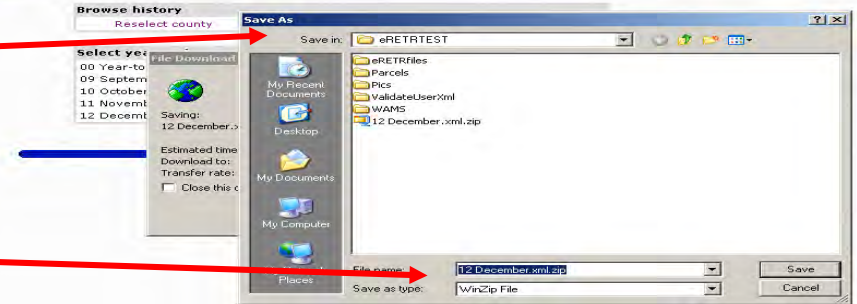 Browse history
Reselect county
Select yea
00 Year-to
09 Septem
10 October
11 Novemb
12 Decemb
File Download
Saving:
12 December.x
Estimated time
Download to:
Transfer rate:
Close this c
Save As
Save in:
eRETRTEST
My Recent
Documents
Desktop
My Documents
My Computer
Places
eRETRfiles
Parcels
Pics
ValidateUserXml
WAMS
12 December.xml.zip
File name:
12 December.xml.zip
Save
Save as type:
WinZip File
Cancel